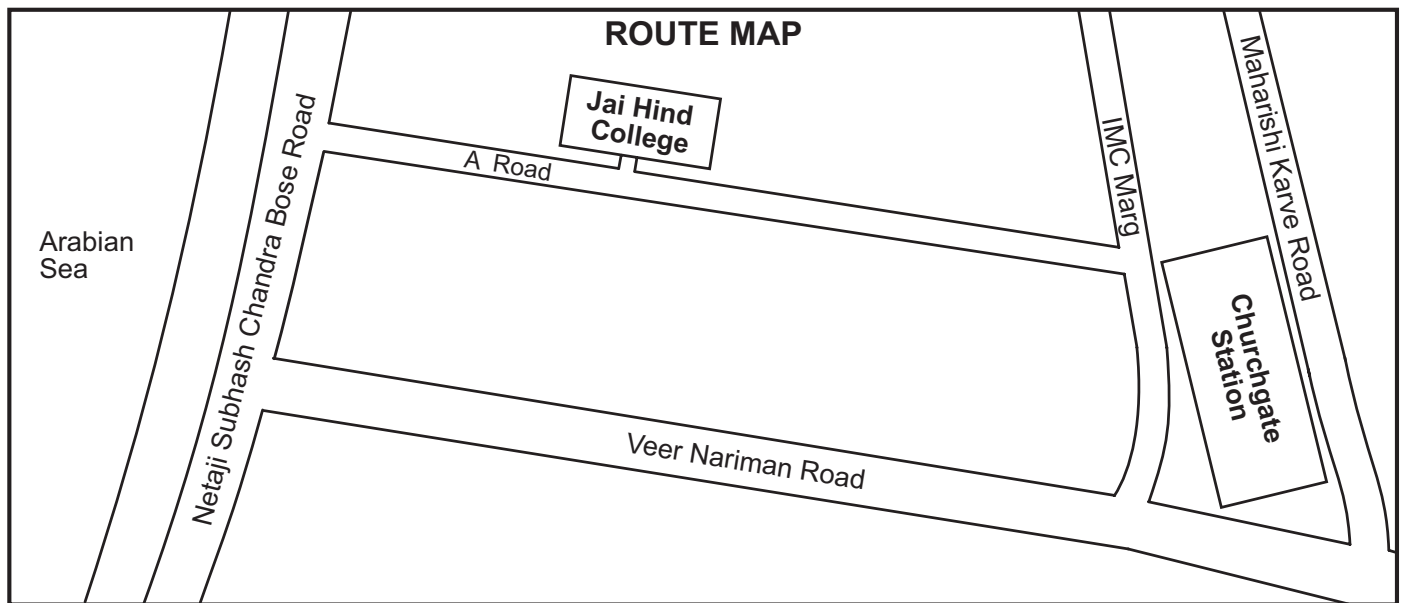 ROUTE MAP
Jai Hind
College
A Road
IMC Marg
Maharishi Karve Road
Netaji Subhash Chandra Bose Road
Arabian
Sea
Churchgate
Station
Veer Nariman Road